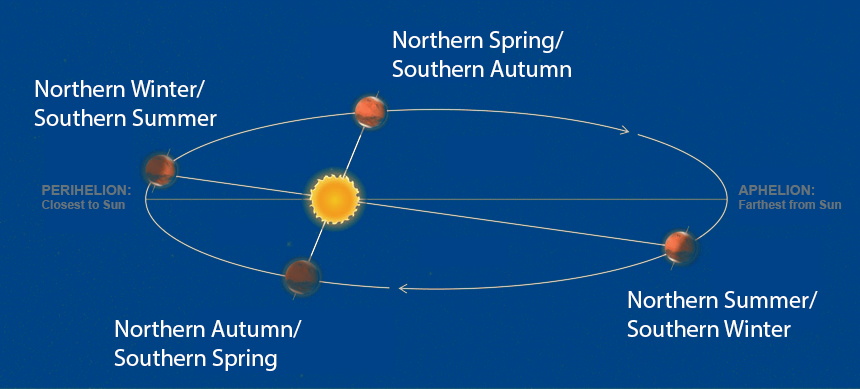 Northern Spring/
Southern Autumn
Northern Winter/
Southern Summer
PERIHELION:
Closest to Sun
APHELION:
Farthest from Sun
Northern Summer/
Southern Winter
Northern Autumn/
Southern Spring